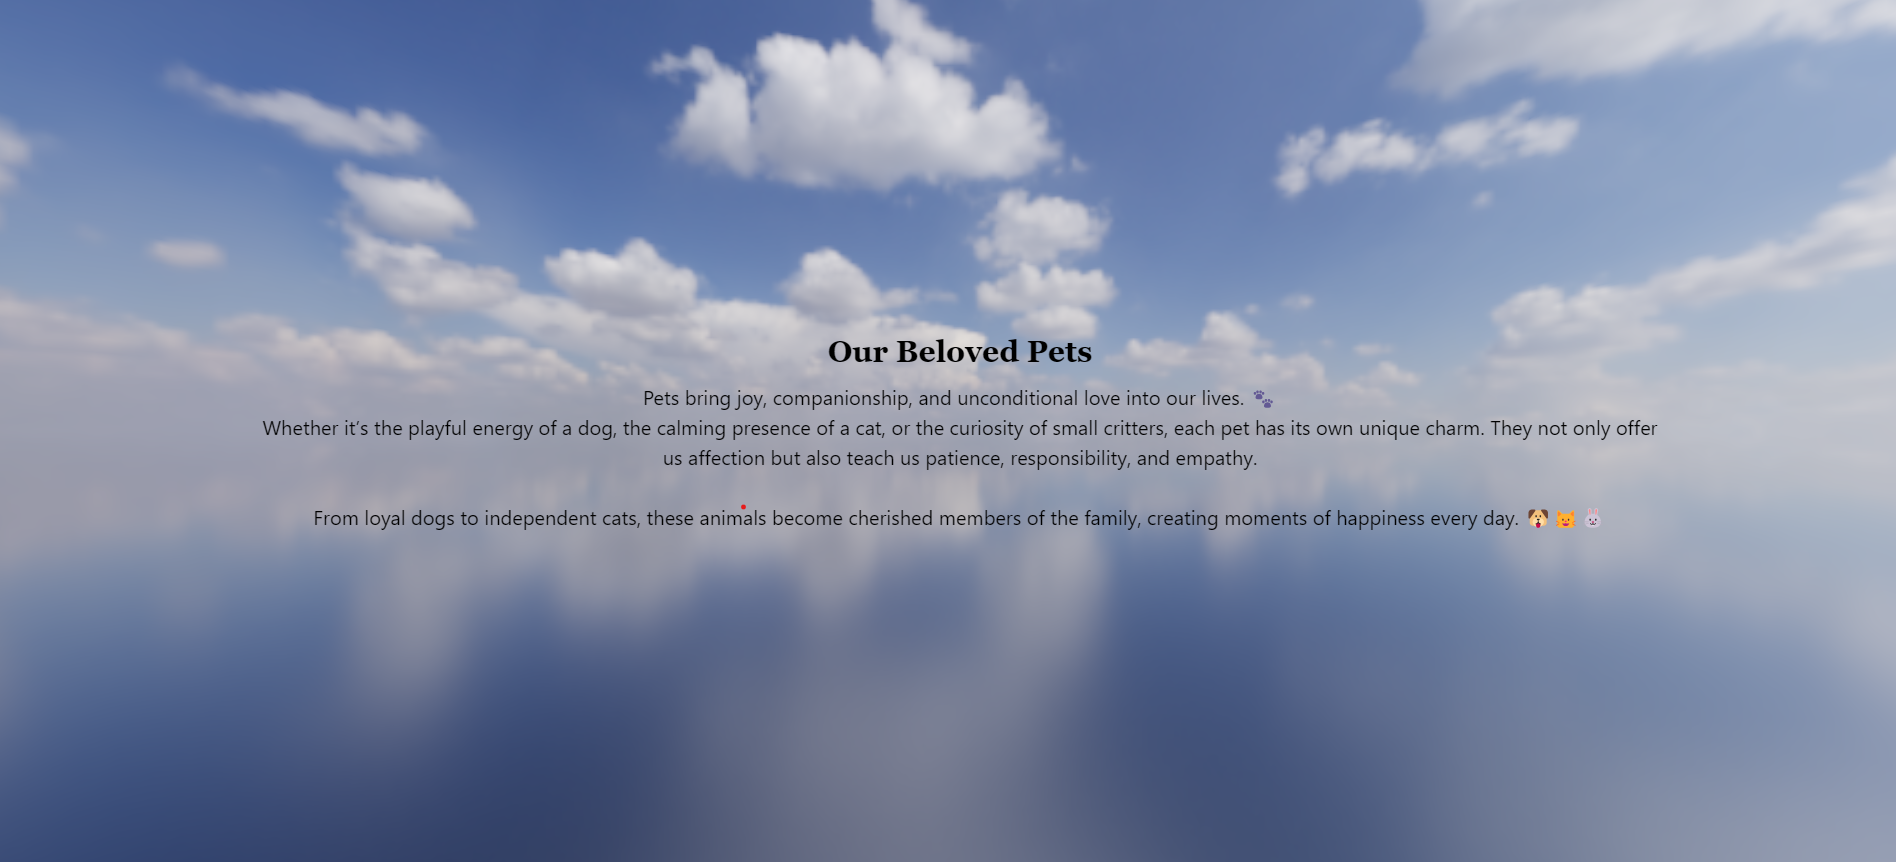 Our Beloved Pets
Pets bring joy, companionship, and unconditional love into our lives. 🐾
Whether it’s the playful energy of a dog, the calming presence of a cat, or the curiosity of small critters, each pet has its own unique charm. They not only offer
us affection but also teach us patience, responsibility, and empathy.
From loyal dogs to independent cats, these animals become cherished members of the family, creating moments of happiness every day. 🐶 🐱 🐰